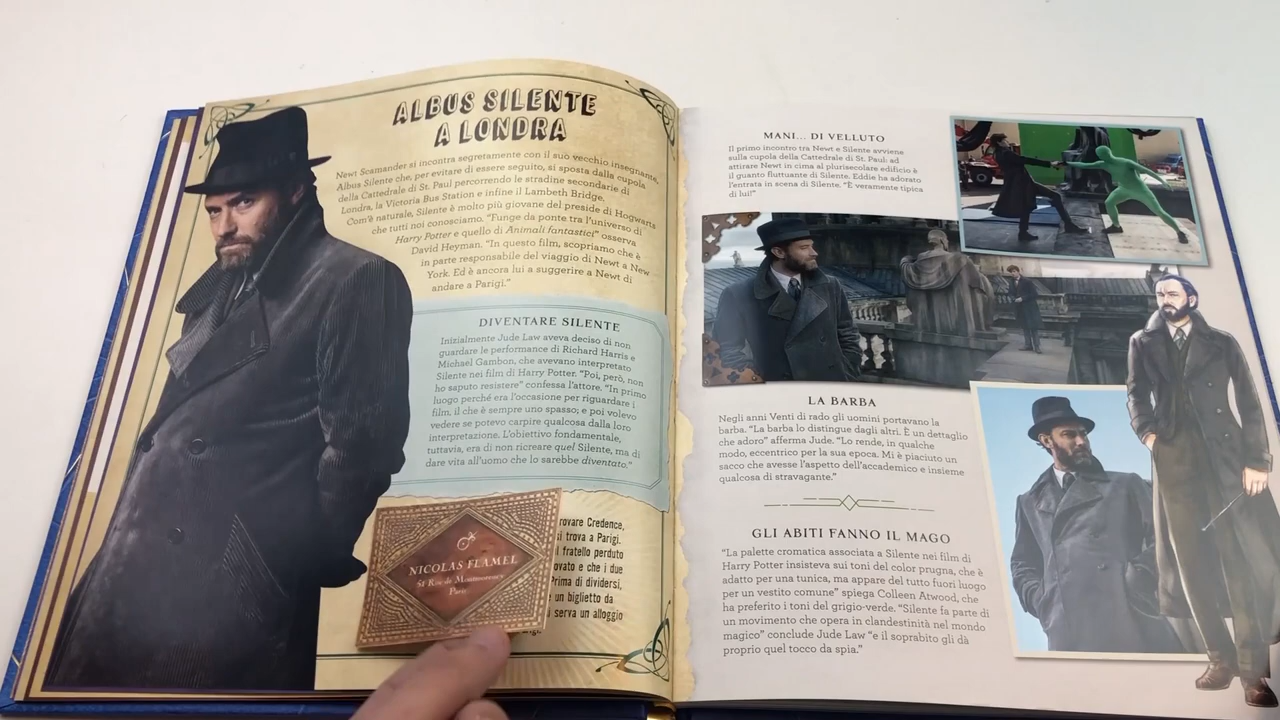 ALBUS SILENTE
A LONDRA
Newt Scamander si incontra segretamente con il suo vecchio insegnante,
Albus Silente che, per evitare di essere seguito, si sposta dalla cupola
della Cattedrale di St. Paul percorrendo le stradine secondarie di
Londra, la Victoria Bus Station e infine il Lambeth Bridge.
Com'è naturale, Silente è molto più giovane del preside di Hogwarts
che tutti noi conosciamo. "Funge da ponte tra l'universo di
Harry Potter e quello di Animali fantastici" osserva
David Heyman. "In questo film, scopriamo che è
in parte responsabile del viaggio di Newt a New
York. Ed è ancora lui a suggerire a Newt di
andare a Parigi."
DIVENTARE SILENTE
Inizialmente Jude Law aveva deciso di non
guardare le performance di Richard Harris e
Michael Gambon, che avevano interpretato
Silente nei film di Harry Potter. "Poi, però, non
ho saputo resistere" confessa l'attore. "In primo
luogo perché era l'occasione per riguardare i
film, il che è sempre uno spasso; e poi volevo
vedere se potevo carpire qualcosa dalla loro
interpretazione. L'obiettivo fondamentale,
tuttavia, era di non ricreare quel Silente, ma di
dare vita all'uomo che lo sarebbe diventato."
NICOLAS FLAMEL
51 Rue de Montmorency
Paris
rovare Credence,
si trova a Parigi.
l fratello perduto
ovato e che i due
Prima di dividersi,
un biglietto da
serva un alloggio
MANI... DI VELLUTO
Il primo incontro tra Newt e Silente avviene
sulla cupola della Cattedrale di St. Paul: ad
attirare Newt in cima al plurisecolare edificio è
il guanto fluttuante di Silente. Eddie ha adorato
l'entrata in scena di Silente. "È veramente tipica
di lui!"
LA BARBA
Negli anni Venti di rado gli uomini portavano la
barba. "La barba lo distingue dagli altri. È un dettaglio
che adoro" afferma Jude. "Lo rende, in qualche
modo, eccentrico per la sua epoca. Mi è piaciuto un
sacco che avesse l'aspetto dell'accademico e insieme
qualcosa di stravagante."
GLI ABITI FANNO IL MAGO
"La palette cromatica associata a Silente nei film di
Harry Potter insisteva sui toni del color prugna, che è
adatto per una tunica, ma appare del tutto fuori luogo
per un vestito comune" spiega Colleen Atwood, che
ha preferito i toni del grigio-verde. "Silente fa parte di
un movimento che opera in clandestinità nel mondo
magico" conclude Jude Law "e il soprabito gli dà
proprio quel tocco da spia."